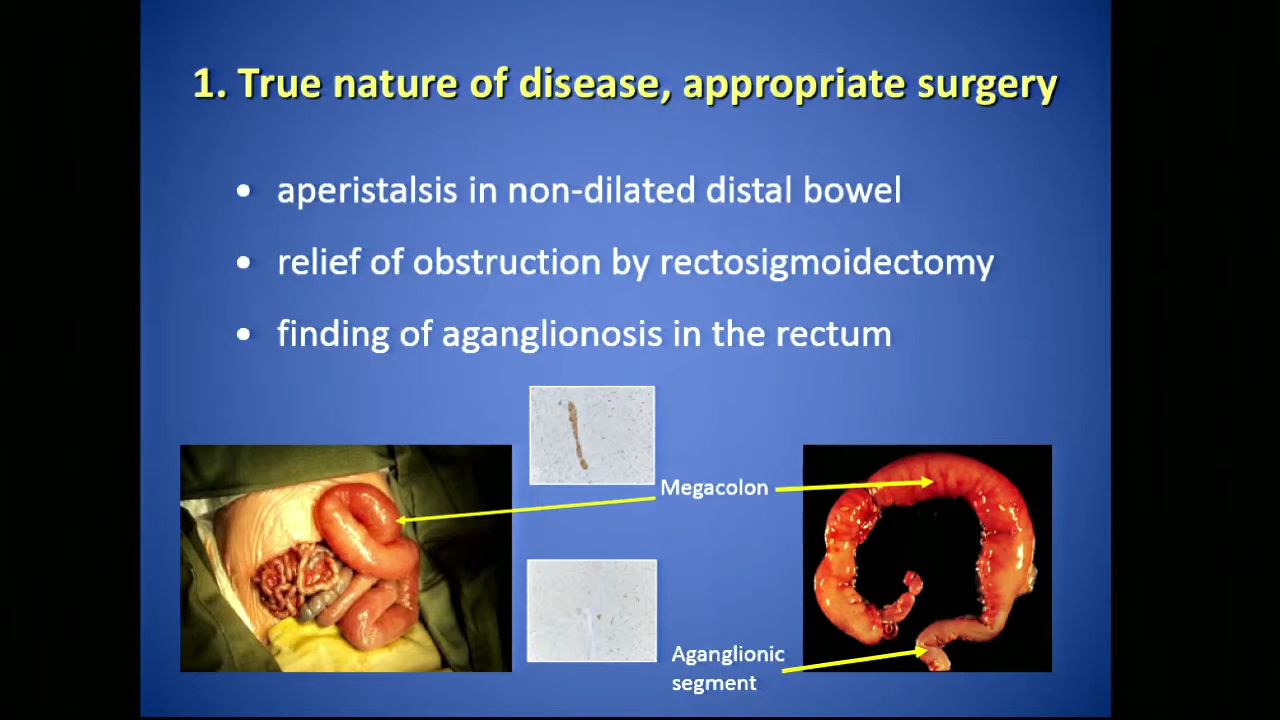 1. True nature of disease, appropriate surgery
• aperistalsis in non-dilated distal bowel
• relief of obstruction by rectosigmoidectomy
• finding of aganglionosis in the rectum
Megacolon
Aganglionic
segment